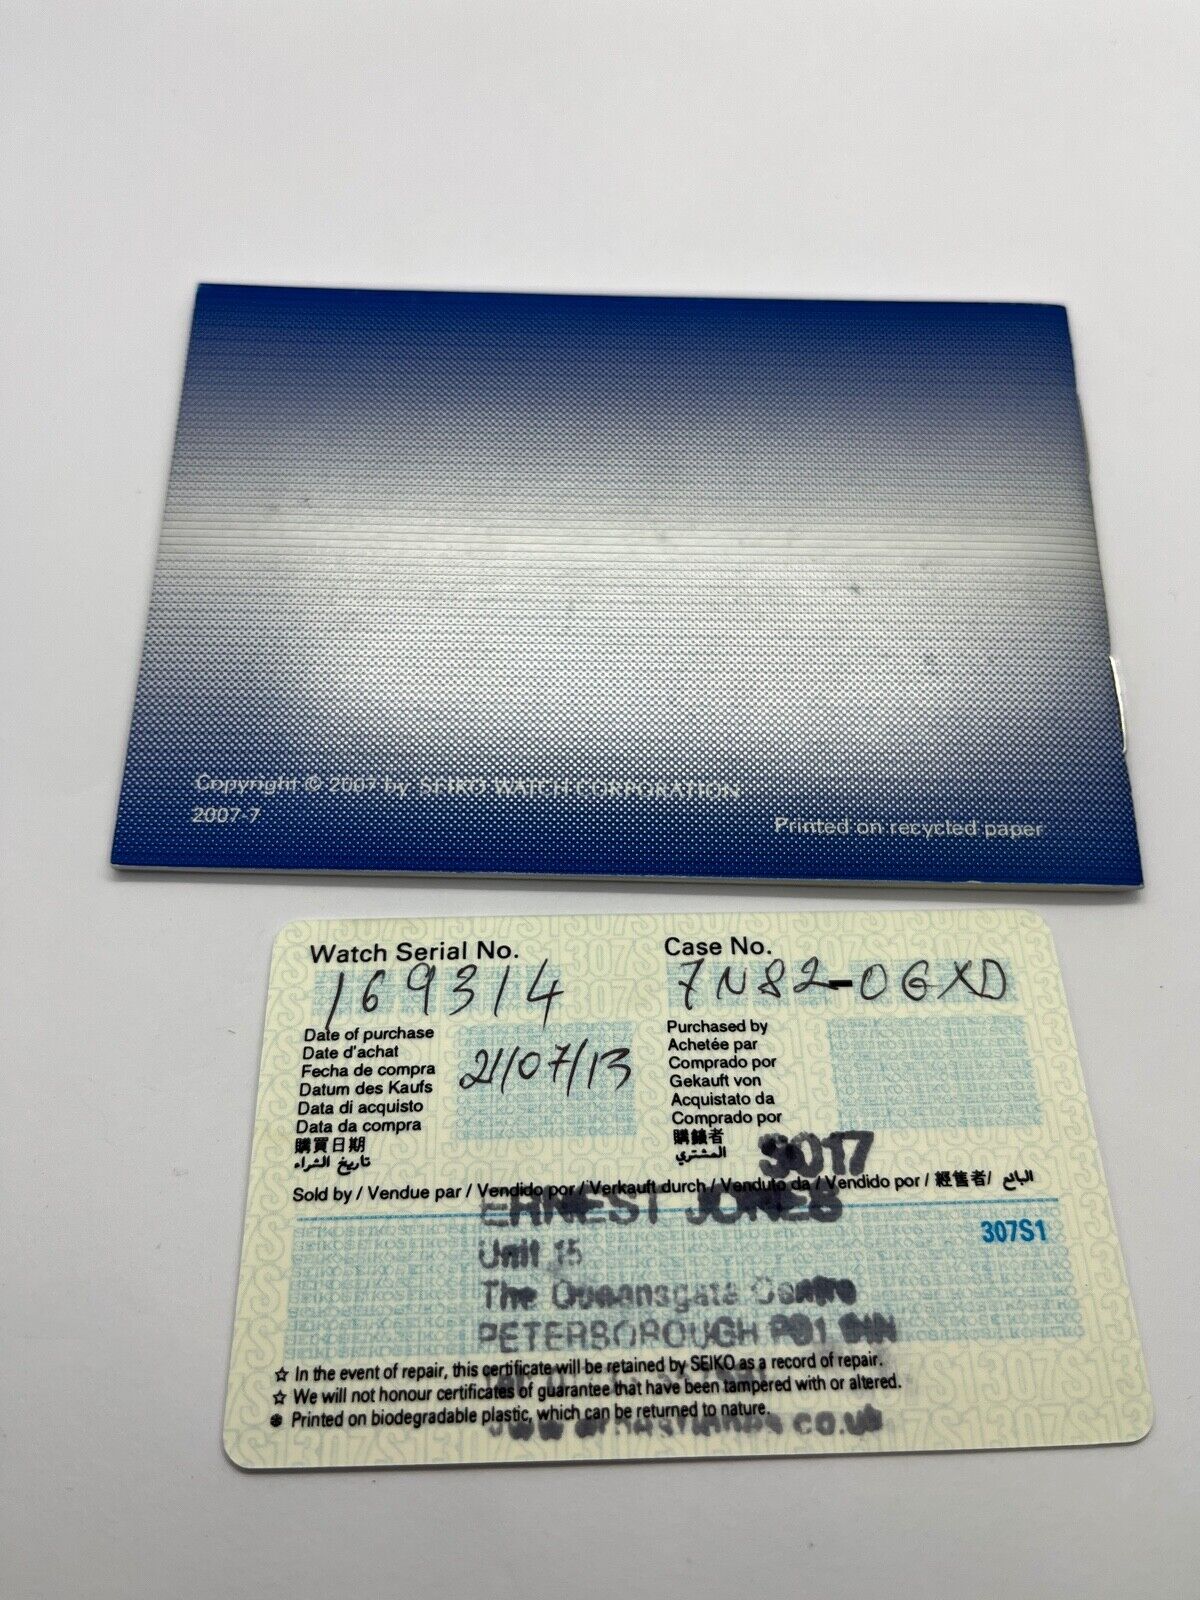 Copyright © 2007 by SEIKO WATCH CORPORATION
2007-7
Printed on recycled paper
Watch Serial No.
169314
Case No.
7N82-0GXD
Date of purchase
Date d'achat
Fecha de compra
Datum des Kaufs
Data di acquisto
Data da compra
購買日期
تاريخ الشراء
21/07/13
Purchased by
Achetée par
Comprado por
Gekauft von
Acquistato da
Comprado por
購買者
المشتري
3017
Sold by / Vendue par / Vendido por / Verkauft durch / Venduto da / Vendido por / 經售者 / البائع
ERNEST JONES
307S1
Unit 15
The Queensgate Centre
PETERBOROUGH PE1
☆ In the event of repair, this certificate will be retained by SEIKO as a record of repair.
☆ We will not honour certificates of guarantee that have been tampered with or altered.
Printed on biodegradable plastic, which can be returned to nature.